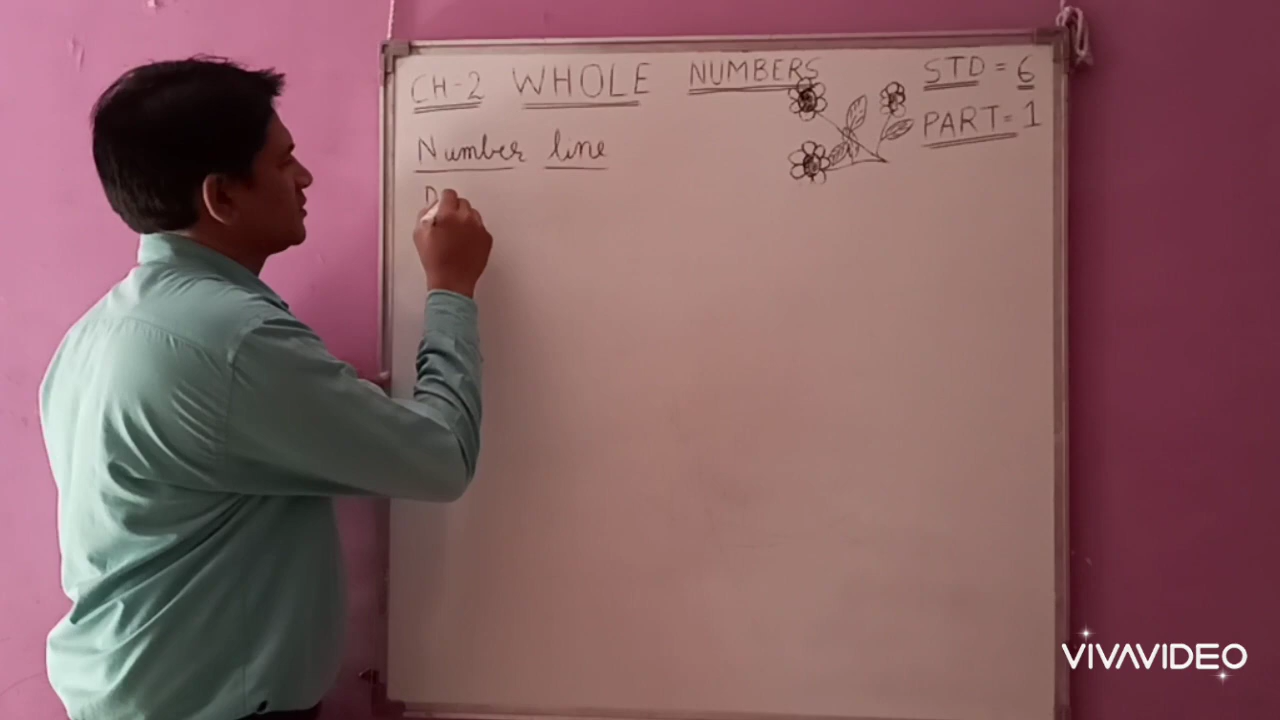 CH-2 WHOLE NUMBERS STD = 6
PART = 1
Number line
VIVAVIDEO